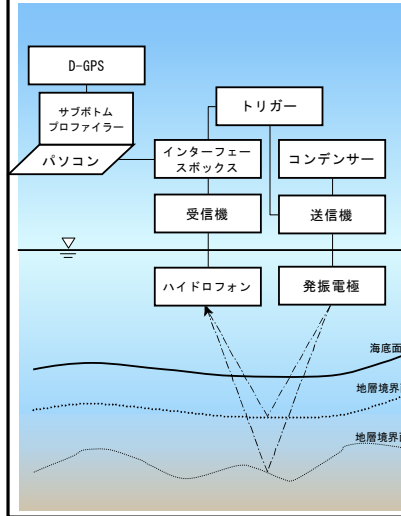 D-GPS
サブボトム
プロファイラー
パソコン
トリガー
インターフェー
スボックス
コンデンサー
受信機
送信機
ハイドロフォン
発振電極
海底面
地層境界
地層境界面